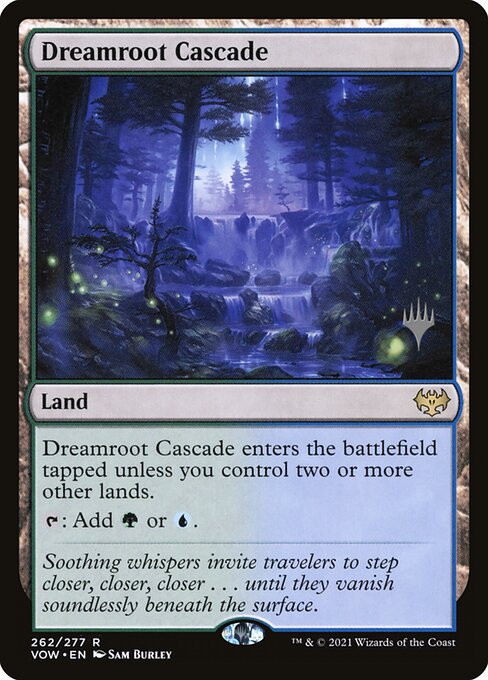 Dreamroot Cascade
Land
Dreamroot Cascade enters the battlefield
tapped unless you control two or more
other lands.
: Add or .
Soothing whispers invite travelers to step
closer, closer, closer . . . until they vanish
soundlessly beneath the surface.
262/277 R
VOW • EN Sam Burley
™ & © 2021 Wizards of the Coast